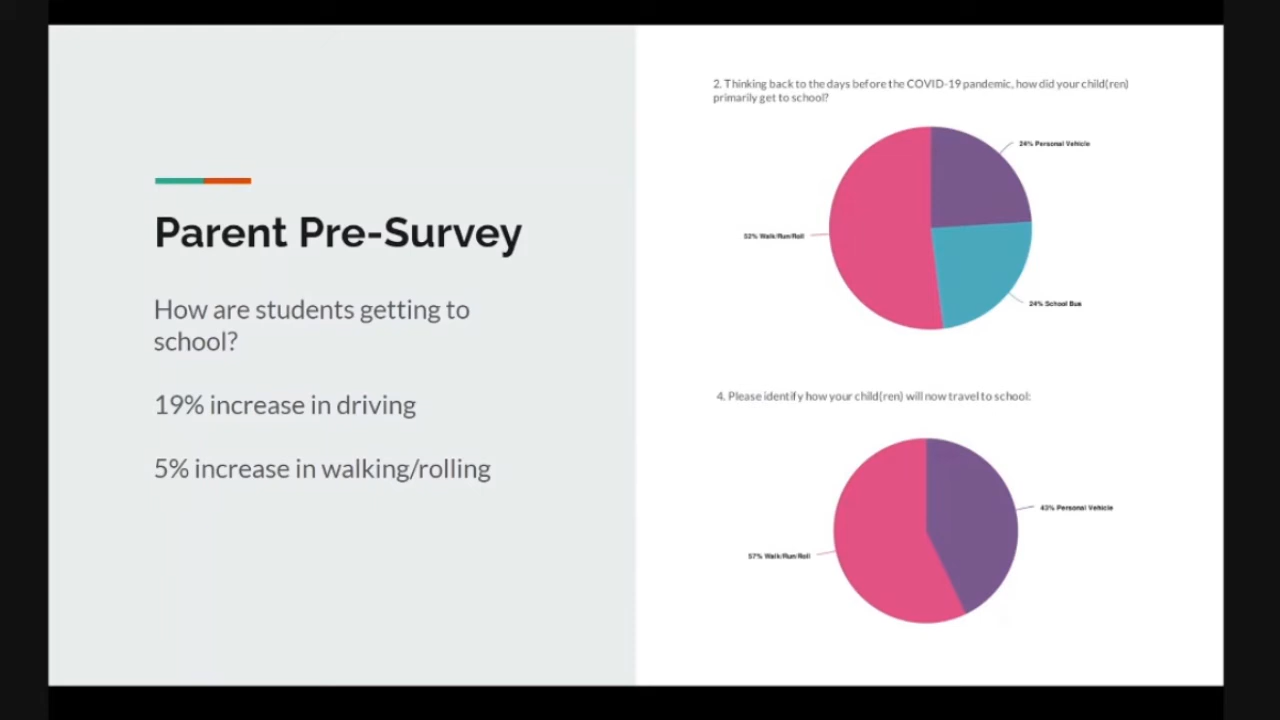 Parent Pre-Survey
How are students getting to
school?
19% increase in driving
5% increase in walking/rolling
2. Thinking back to the days before the COVID-19 pandemic, how did your child(ren)
primarily get to school?
24% Personal Vehicle
52% Walk/Run/Roll
24% School Bus
4. Please identify how your child(ren) will now travel to school:
43% Personal Vehicle
57% Walk/Run/Roll